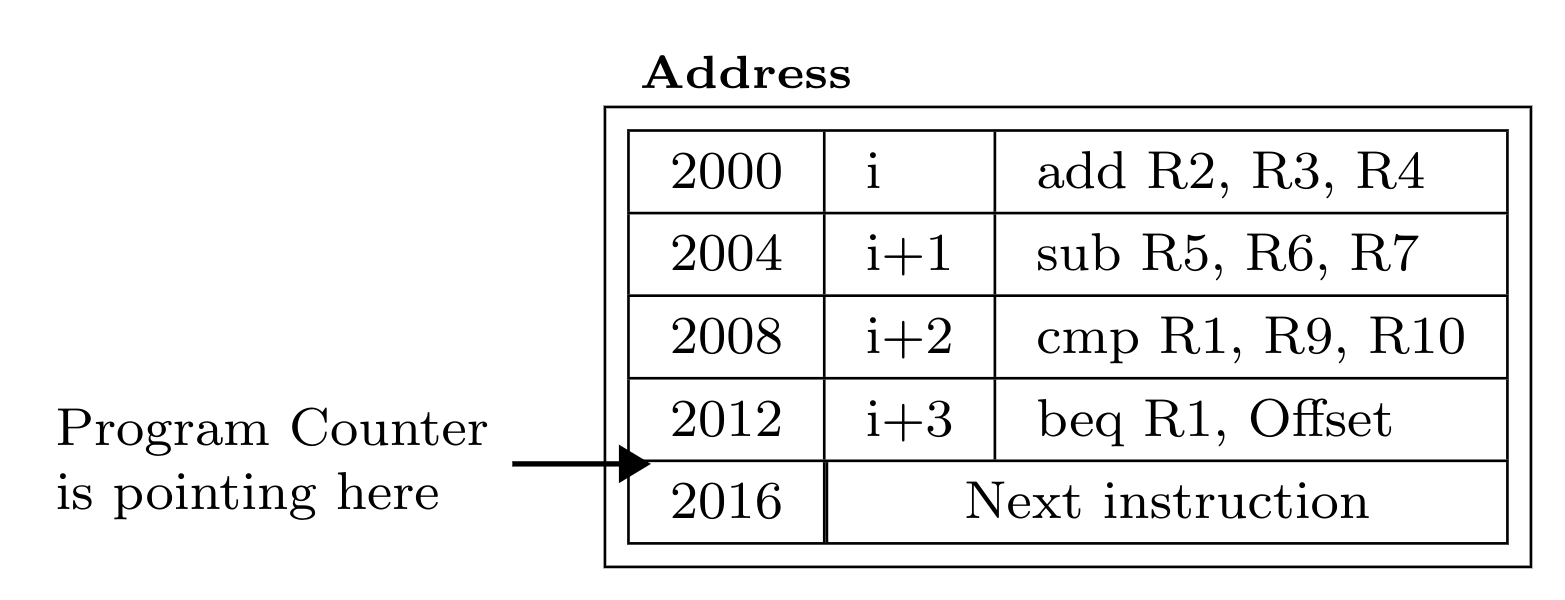 Address
2000 i add R2, R3, R4
2004 i+1 sub R5, R6, R7
2008 i+2 cmp R1, R9, R10
2012 i+3 beq R1, Offset
Program Counter
is pointing here
2016 Next instruction